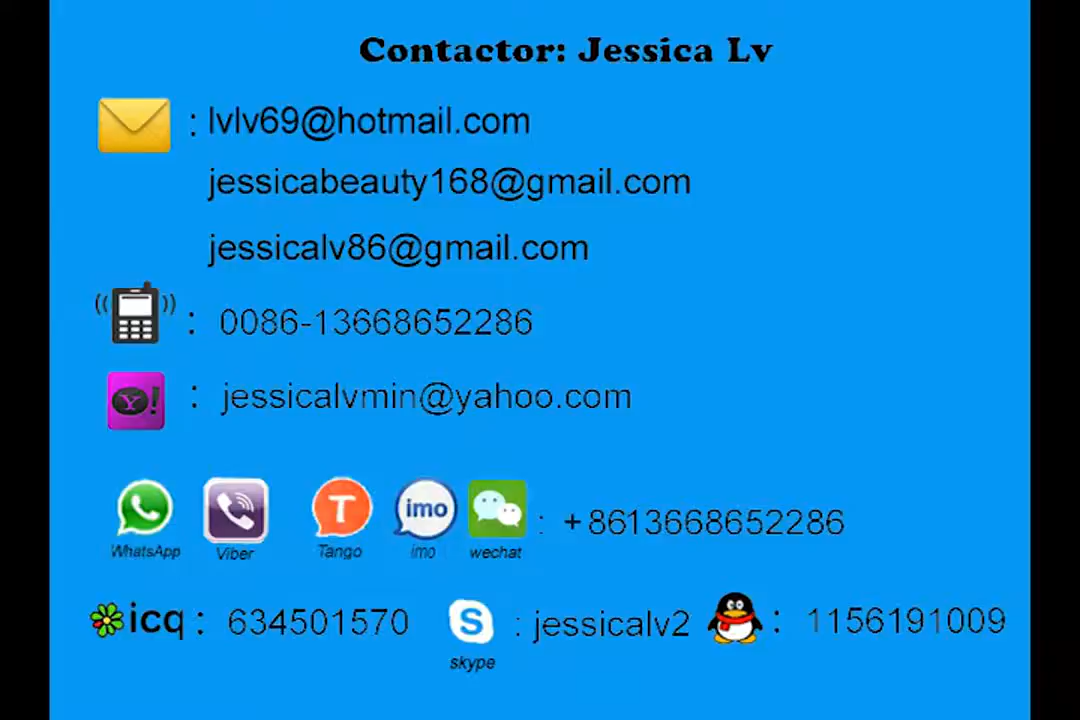 Contactor: Jessica Lv
: lvlv69@hotmail.com
jessicabeauty168@gmail.com
jessicalv86@gmail.com
: 0086-13668652286
Y! : jessicalvmin@yahoo.com
T imo : +8613668652286
WhatsApp Viber Tango imo wechat
icq : 634501570 S : jessicalv2 : 1156191009
skype